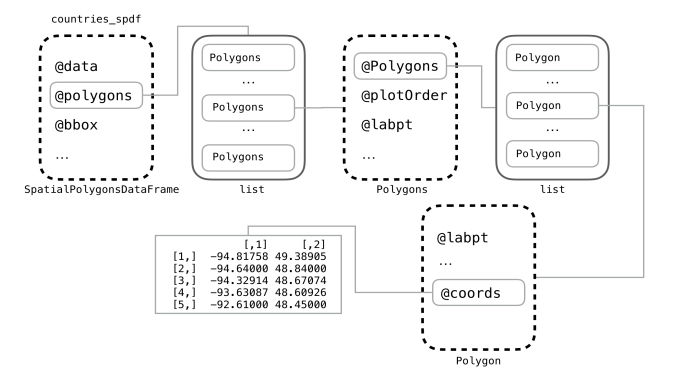 countries_spdf
@data
@polygons
@bbox
...
SpatialPolygonsDataFrame
Polygons
...
Polygons
...
Polygons
list
@Polygons
@plotOrder
@labpt
...
Polygons
Polygon
...
Polygon
...
Polygon
list
@labpt
...
@coords
Polygon
[,1] [,2]
[1,] -94.81758 49.38905
[2,] -94.64000 48.84000
[3,] -94.32914 48.67074
[4,] -93.63087 48.60926
[5,] -92.61000 48.45000